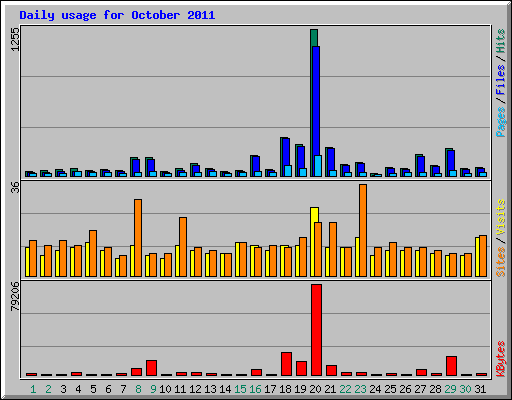 Daily usage for October 2011
1255
Pages / Files / Hits
36
Sites / Visits
79206
KBytes
1 2 3 4 5 6 7 8 9 10 11 12 13 14 15 16 17 18 19 20 21 22 23 24 25 26 27 28 29 30 31